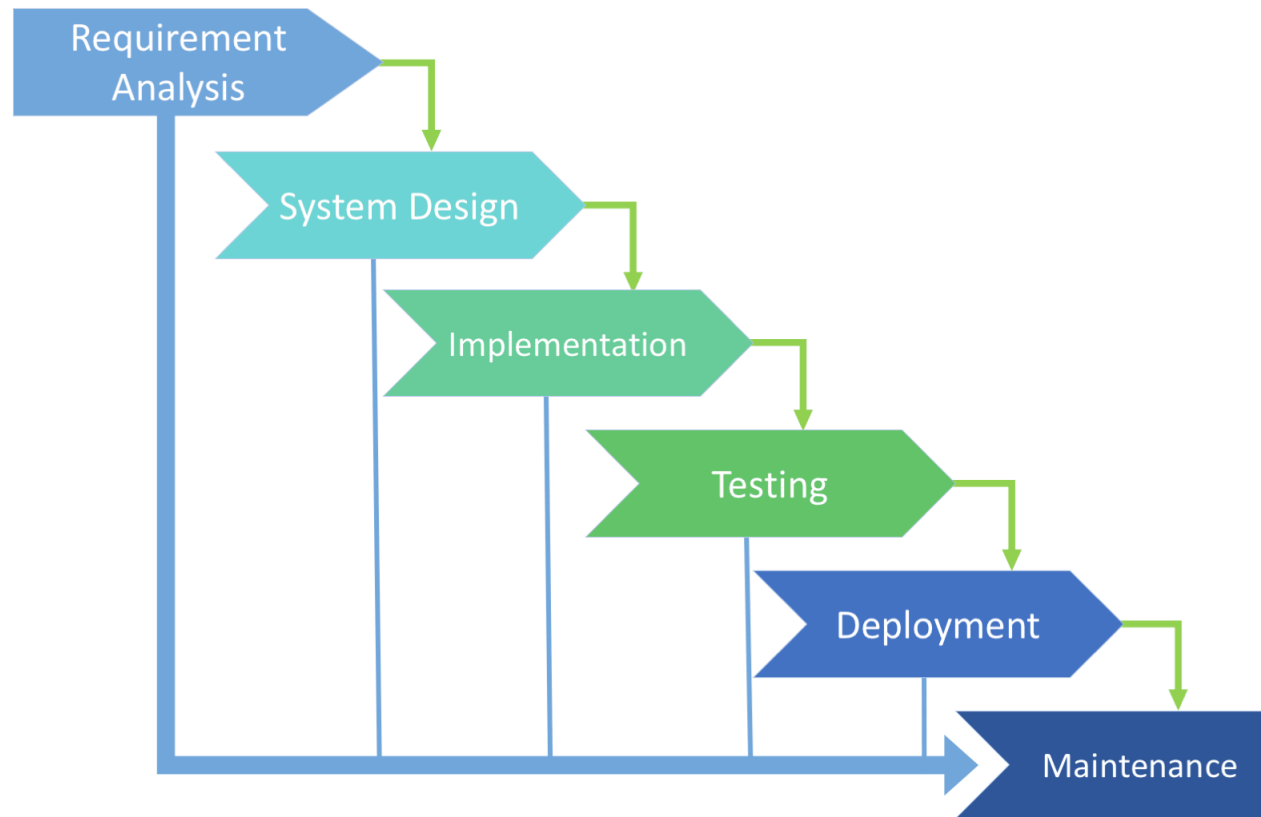 Requirement
Analysis
System Design
Implementation
Testing
Deployment
Maintenance